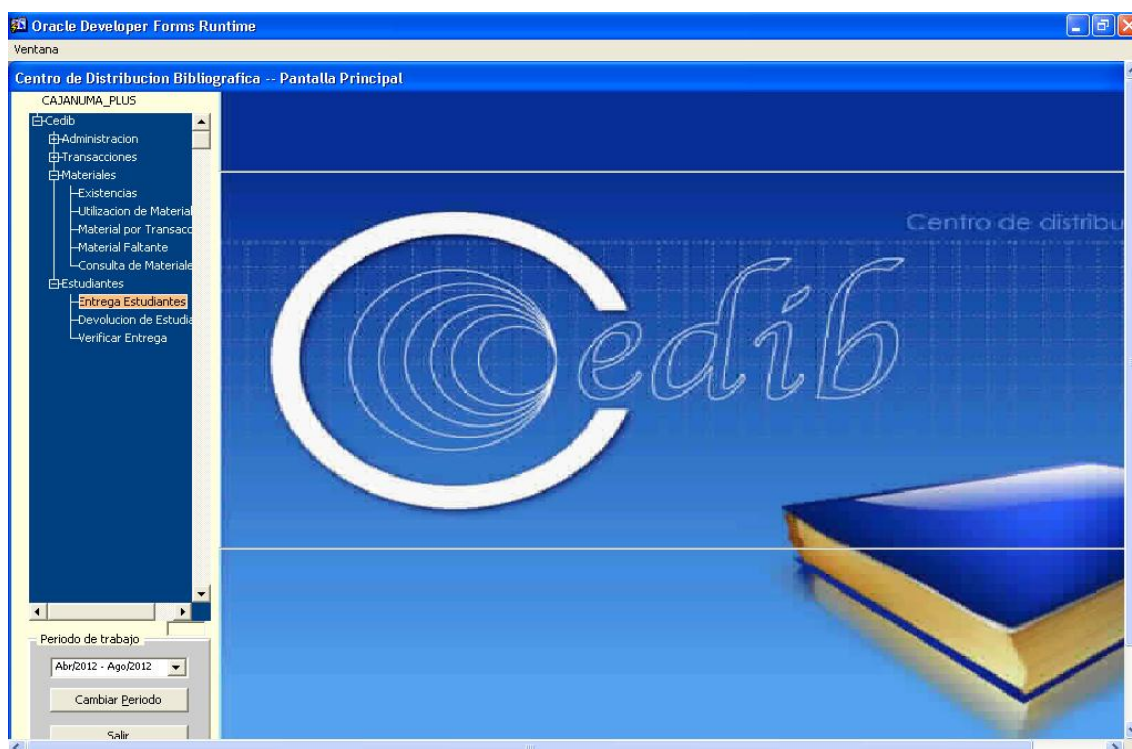 Oracle Developer Forms Runtime
Ventana
Centro de Distribucion Bibliografica -- Pantalla Principal
CAJANUMA_PLUS
Cedib
Administracion
Transacciones
Materiales
Existencias
Utilizacion de Material
Material por Transacc
Material Faltante
Consulta de Materiale
Estudiantes
Entrega Estudiantes
Devolucion de Estudia
Verificar Entrega
Centro de distribu
Cedib
Periodo de trabajo
Abr/2012 - Ago/2012
Cambiar Periodo
Salir